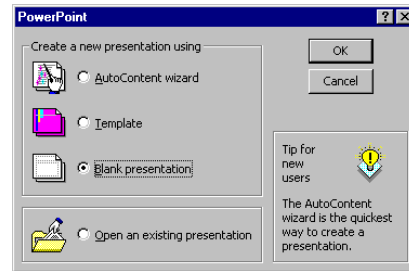 PowerPoint
Create a new presentation using
AutoContent wizard
Template
Blank presentation
Open an existing presentation
OK
Cancel
Tip for
new
users
The AutoContent
wizard is the quickest
way to create a
presentation.